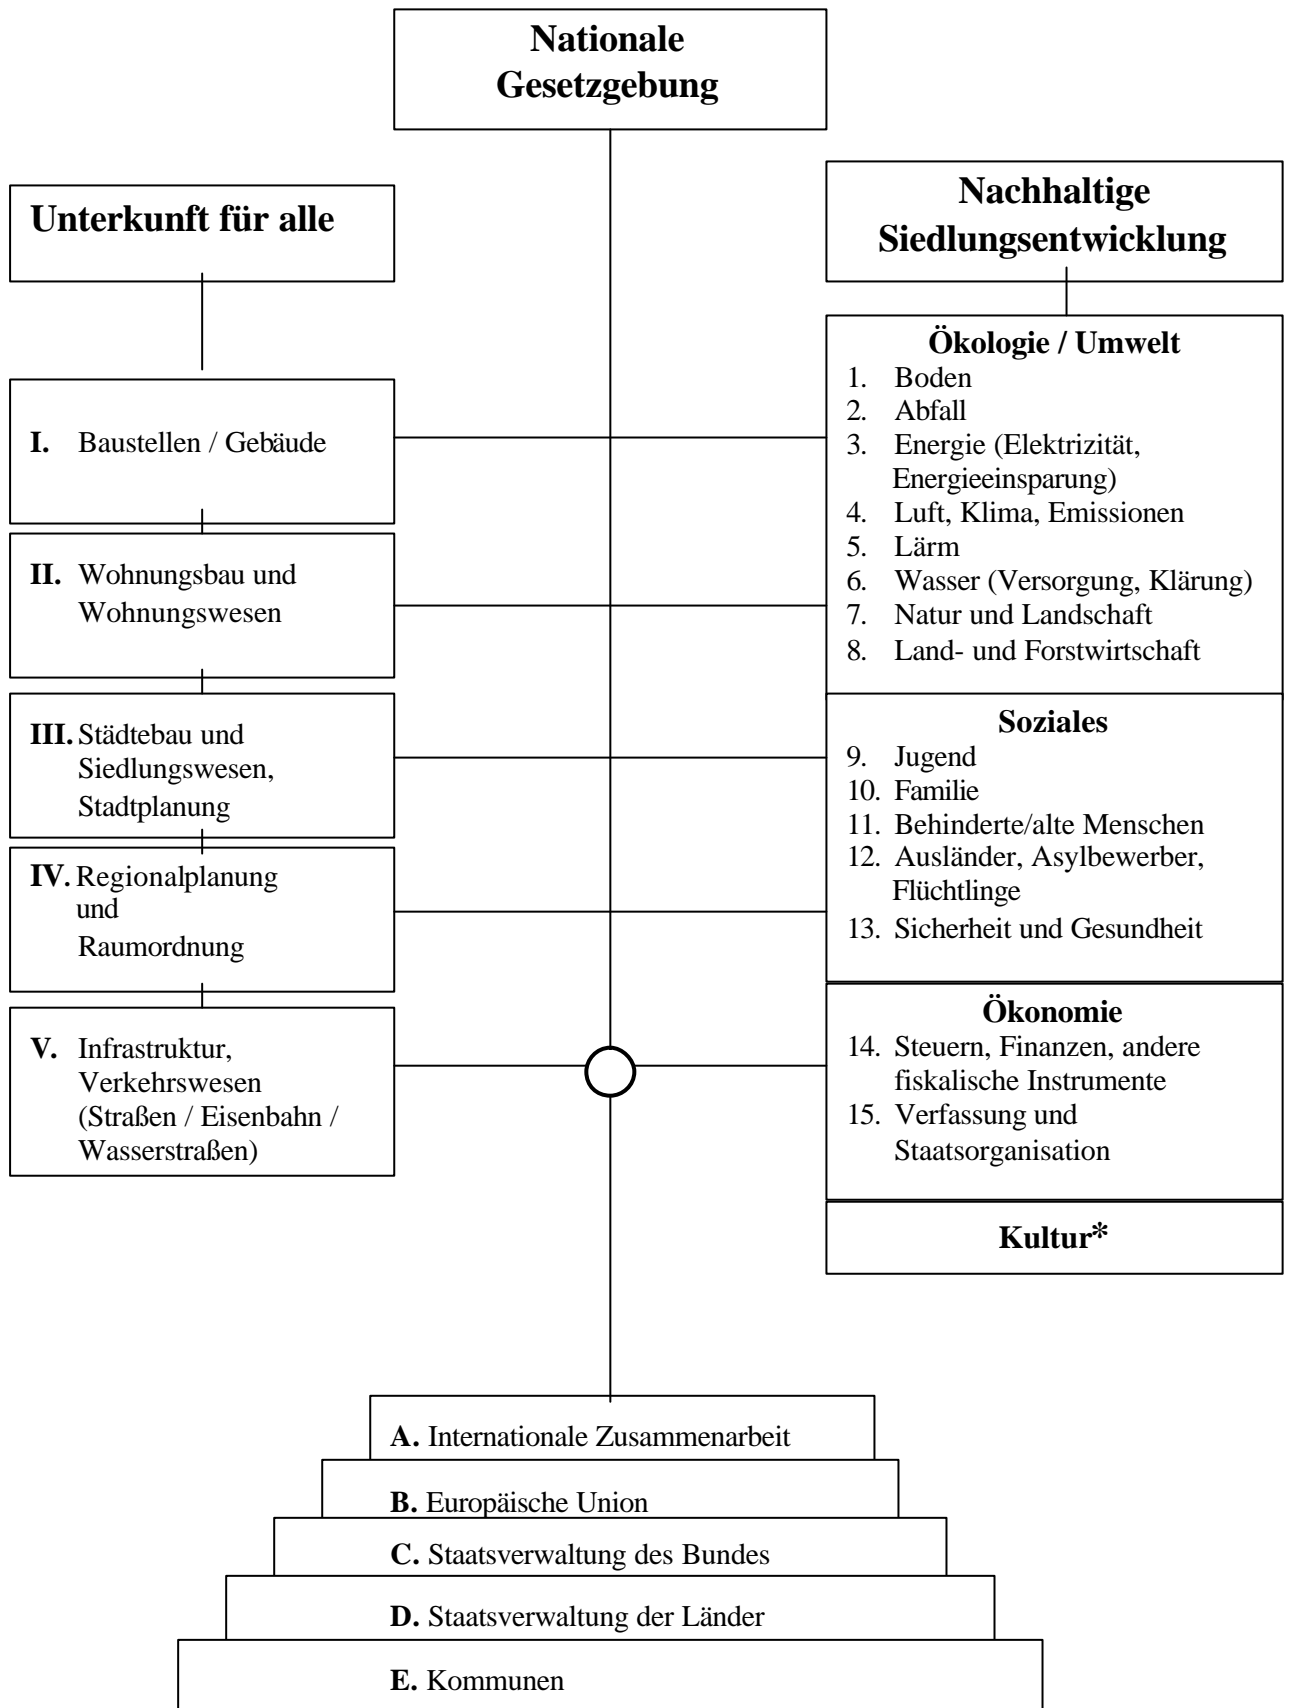 Nationale
Gesetzgebung
Unterkunft für alle
Nachhaltige
Siedlungsentwicklung
I. Baustellen / Gebäude
II. Wohnungsbau und
Wohnungswesen
III. Städtebau und
Siedlungswesen,
Stadtplanung
IV. Regionalplanung
und
Raumordnung
V. Infrastruktur,
Verkehrswesen
(Straßen / Eisenbahn /
Wasserstraßen)
Ökologie / Umwelt
1. Boden
2. Abfall
3. Energie (Elektrizität,
Energieeinsparung)
4. Luft, Klima, Emissionen
5. Lärm
6. Wasser (Versorgung, Klärung)
7. Natur und Landschaft
8. Land- und Forstwirtschaft
Soziales
9. Jugend
10. Familie
11. Behinderte/alte Menschen
12. Ausländer, Asylbewerber,
Flüchtlinge
13. Sicherheit und Gesundheit
Ökonomie
14. Steuern, Finanzen, andere
fiskalische Instrumente
15. Verfassung und
Staatsorganisation
Kultur*
A. Internationale Zusammenarbeit
B. Europäische Union
C. Staatsverwaltung des Bundes
D. Staatsverwaltung der Länder
E. Kommunen